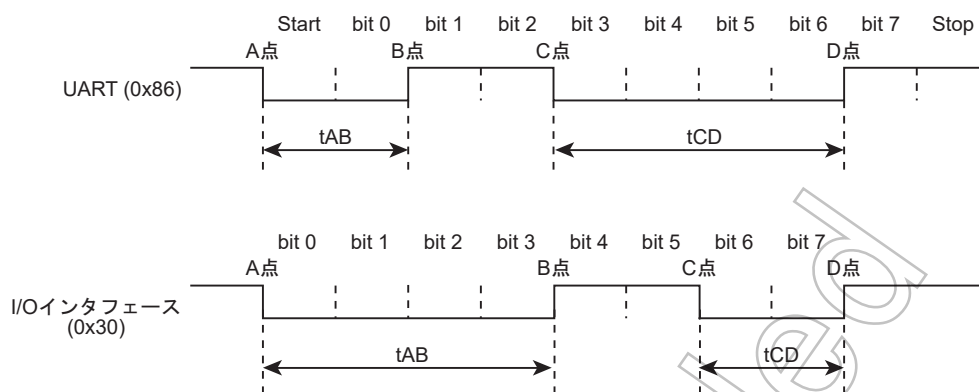 Start bit 0 bit 1 bit 2 bit 3 bit 4 bit 5 bit 6 bit 7 Stop
A点 B点 C点 D点
UART (0x86)
tAB tCD
bit 0 bit 1 bit 2 bit 3 bit 4 bit 5 bit 6 bit 7
A点 B点 C点 D点
I/Oインタフェース
(0x30)
tAB tCD